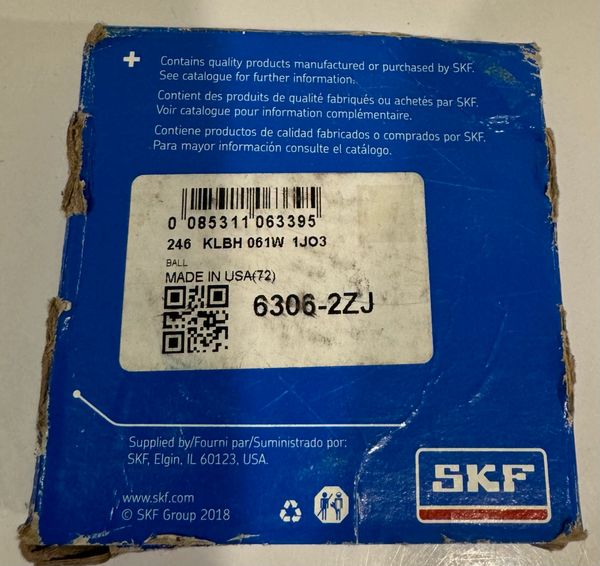 Contains quality products manufactured or purchased by SKF.
See catalogue for further information.
Contient des produits de qualité fabriqués ou achetés par SKF.
Voir catalogue pour information complémentaire.
Contiene productos de calidad fabricados o comprados por SKF.
Para mayor información consulte el catálogo.
0 085311 063395
246 KLBH 061W 1JO3
BALL
MADE IN USA(72)
6306-2ZJ
Supplied by/Fourni par/Suministrado por:
SKF, Elgin, IL 60123, USA.
www.skf.com
© SKF Group 2018
SKF